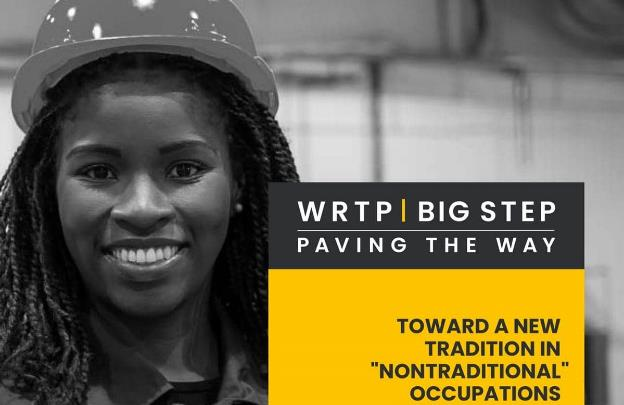 WRTP | BIG STEP
PAVING THE WAY
TOWARD A NEW
TRADITION IN
"NONTRADITIONAL"
OCCUPATIONS